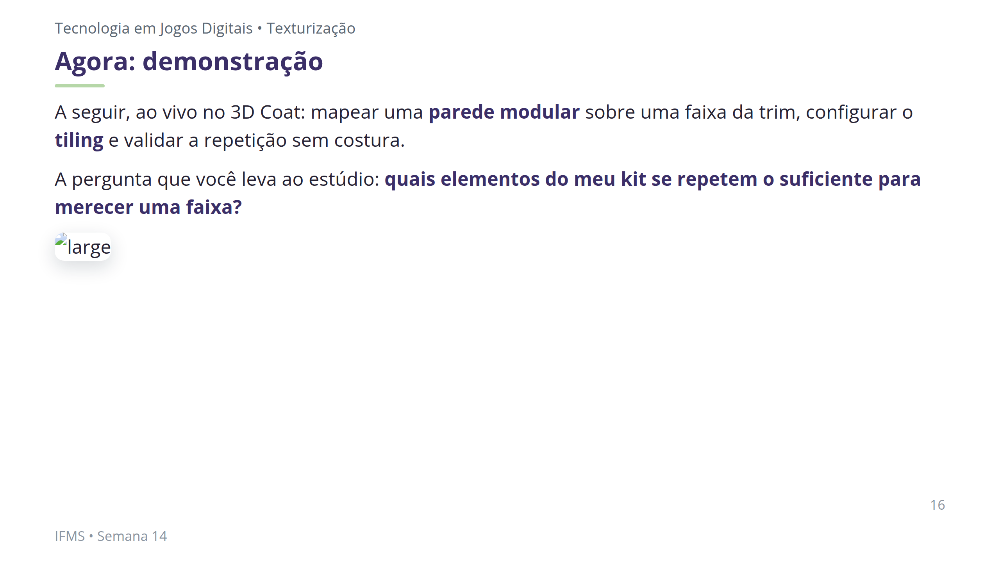 Tecnologia em Jogos Digitais • Texturização
Agora: demonstração
A seguir, ao vivo no 3D Coat: mapear uma parede modular sobre uma faixa da trim, configurar o
tiling e validar a repetição sem costura.
A pergunta que você leva ao estúdio: quais elementos do meu kit se repetem o suficiente para
merecer uma faixa?
large
16
IFMS • Semana 14